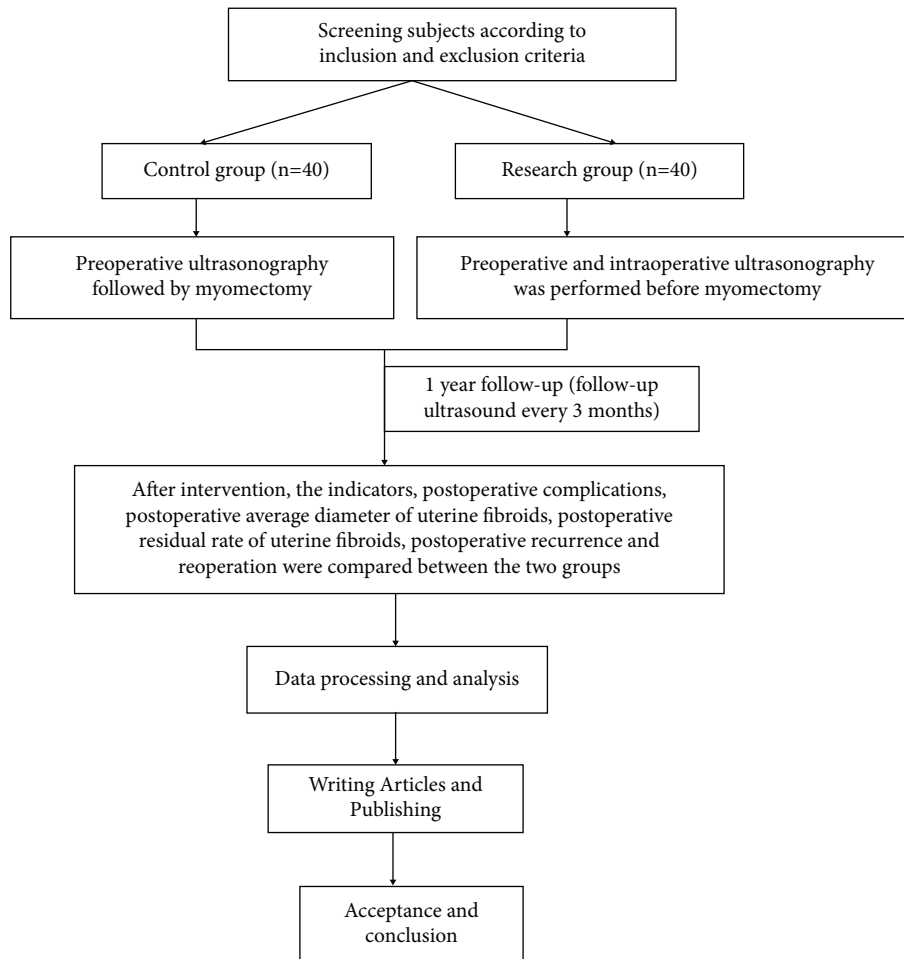 Screening subjects according to
inclusion and exclusion criteria
Control group (n=40)
Research group (n=40)
Preoperative ultrasonography
followed by myomectomy
Preoperative and intraoperative ultrasonography
was performed before myomectomy
1 year follow-up (follow-up
ultrasound every 3 months)
After intervention, the indicators, postoperative complications,
postoperative average diameter of uterine fibroids, postoperative
residual rate of uterine fibroids, postoperative recurrence and
reoperation were compared between the two groups
Data processing and analysis
Writing Articles and
Publishing
Acceptance and
conclusion